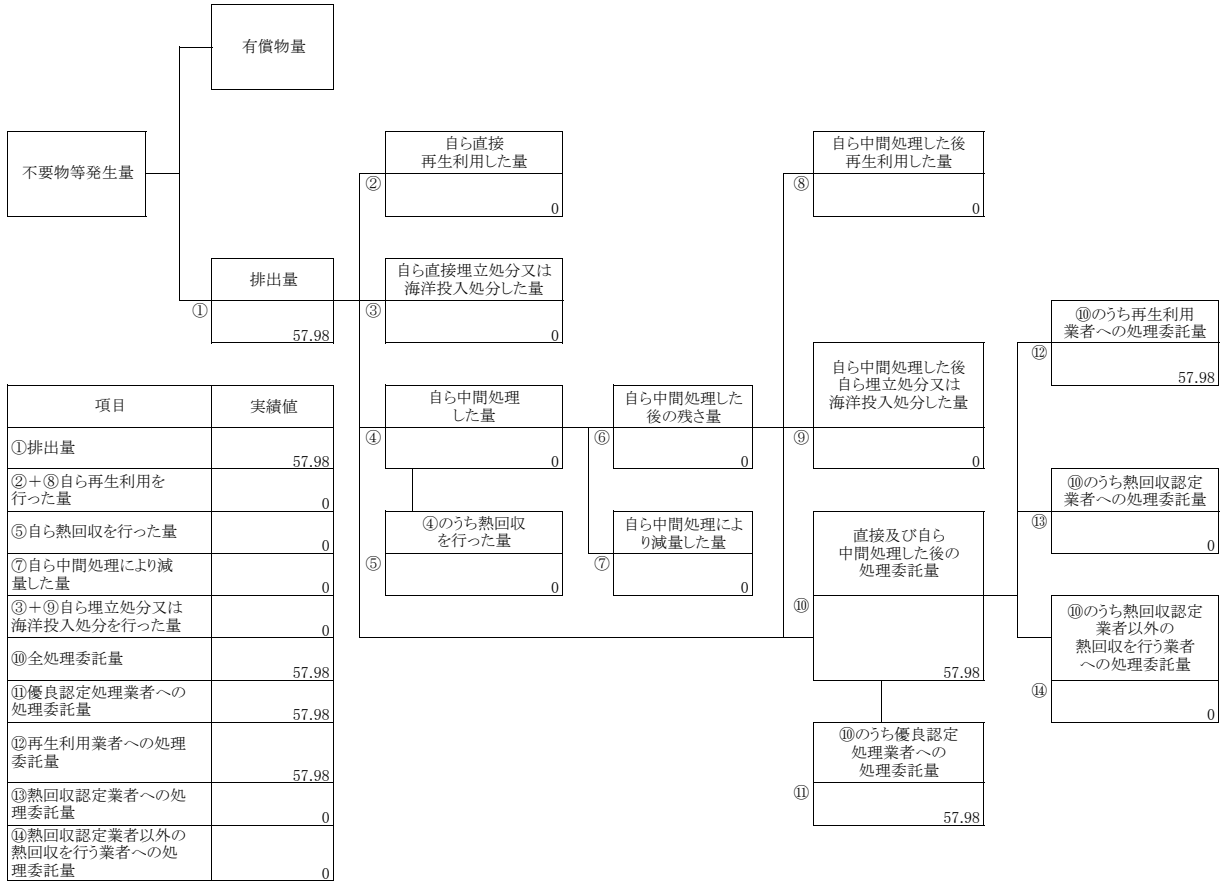 有償物量
不要物等発生量
自ら直接
再生利用した量
②
0
自ら中間処理した後
再生利用した量
⑧
0
排出量
①
57.98
自ら直接埋立処分又は
海洋投入処分した量
③
0
⑩のうち再生利用
業者への処理委託量
⑫
57.98
自ら中間処理
した量
④
0
自ら中間処理した
後の残さ量
⑥
0
自ら中間処理した後
自ら埋立処分又は
海洋投入処分した量
⑨
0
⑩のうち熱回収認定
業者への処理委託量
⑬
0
④のうち熱回収
を行った量
⑤
0
自ら中間処理によ
り減量した量
⑦
0
直接及び自ら
中間処理した後の
処理委託量
⑩
57.98
⑩のうち熱回収認定
業者以外の
熱回収を行う業者
への処理委託量
⑭
0
⑩のうち優良認定
処理業者への
処理委託量
⑪
57.98
項目 実績値
①排出量 57.98
②＋⑧自ら再生利用を
行った量 0
⑤自ら熱回収を行った量 0
⑦自ら中間処理により減
量した量 0
③＋⑨自ら埋立処分又は
海洋投入処分を行った量 0
⑩全処理委託量 57.98
⑪優良認定処理業者への
処理委託量 57.98
⑫再生利用業者への処理
委託量 57.98
⑬熱回収認定業者への処
理委託量 0
⑭熱回収認定業者以外の
熱回収を行う業者への処
理委託量 0